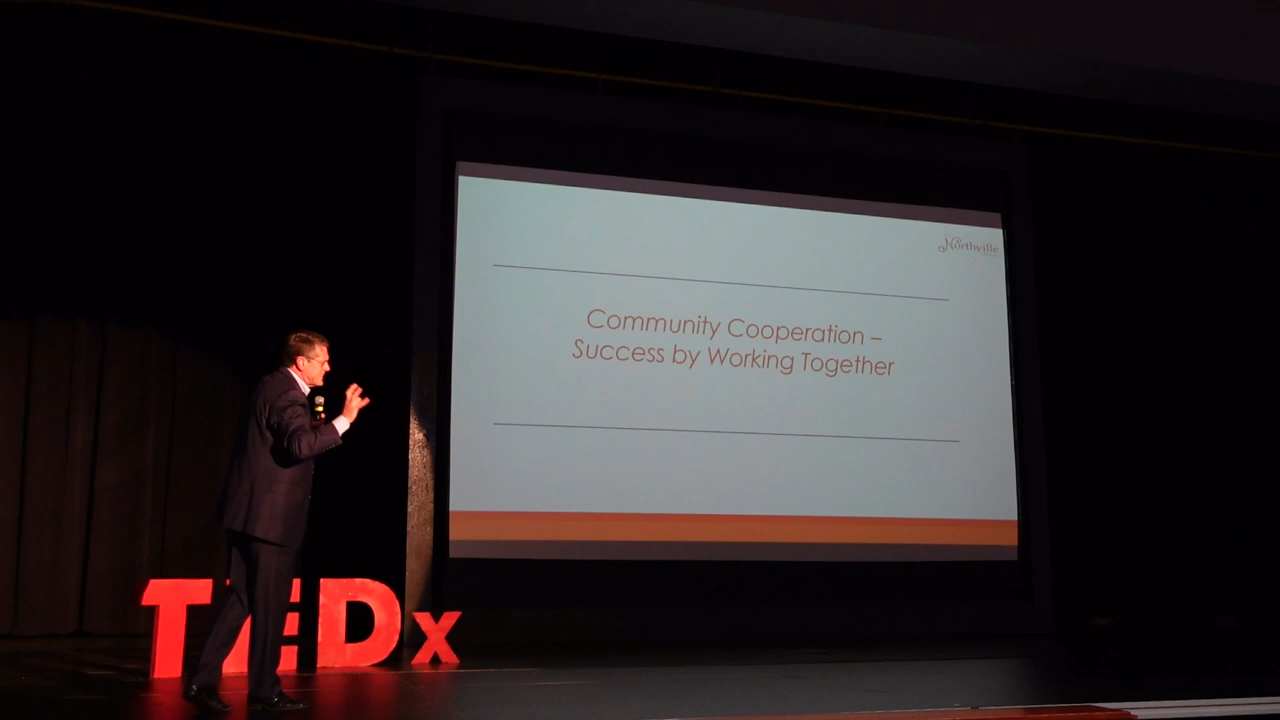 Northville
Community Cooperation –
Success by Working Together
TEDx